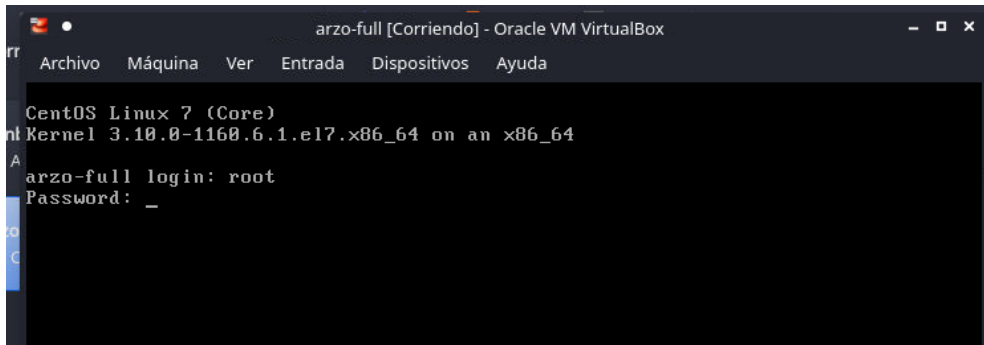 arzo-full [Corriendo] - Oracle VM VirtualBox
Archivo Máquina Ver Entrada Dispositivos Ayuda
CentOS Linux 7 (Core)
Kernel 3.10.0-1160.6.1.el7.x86_64 on an x86_64
arzo-full login: root
Password: _